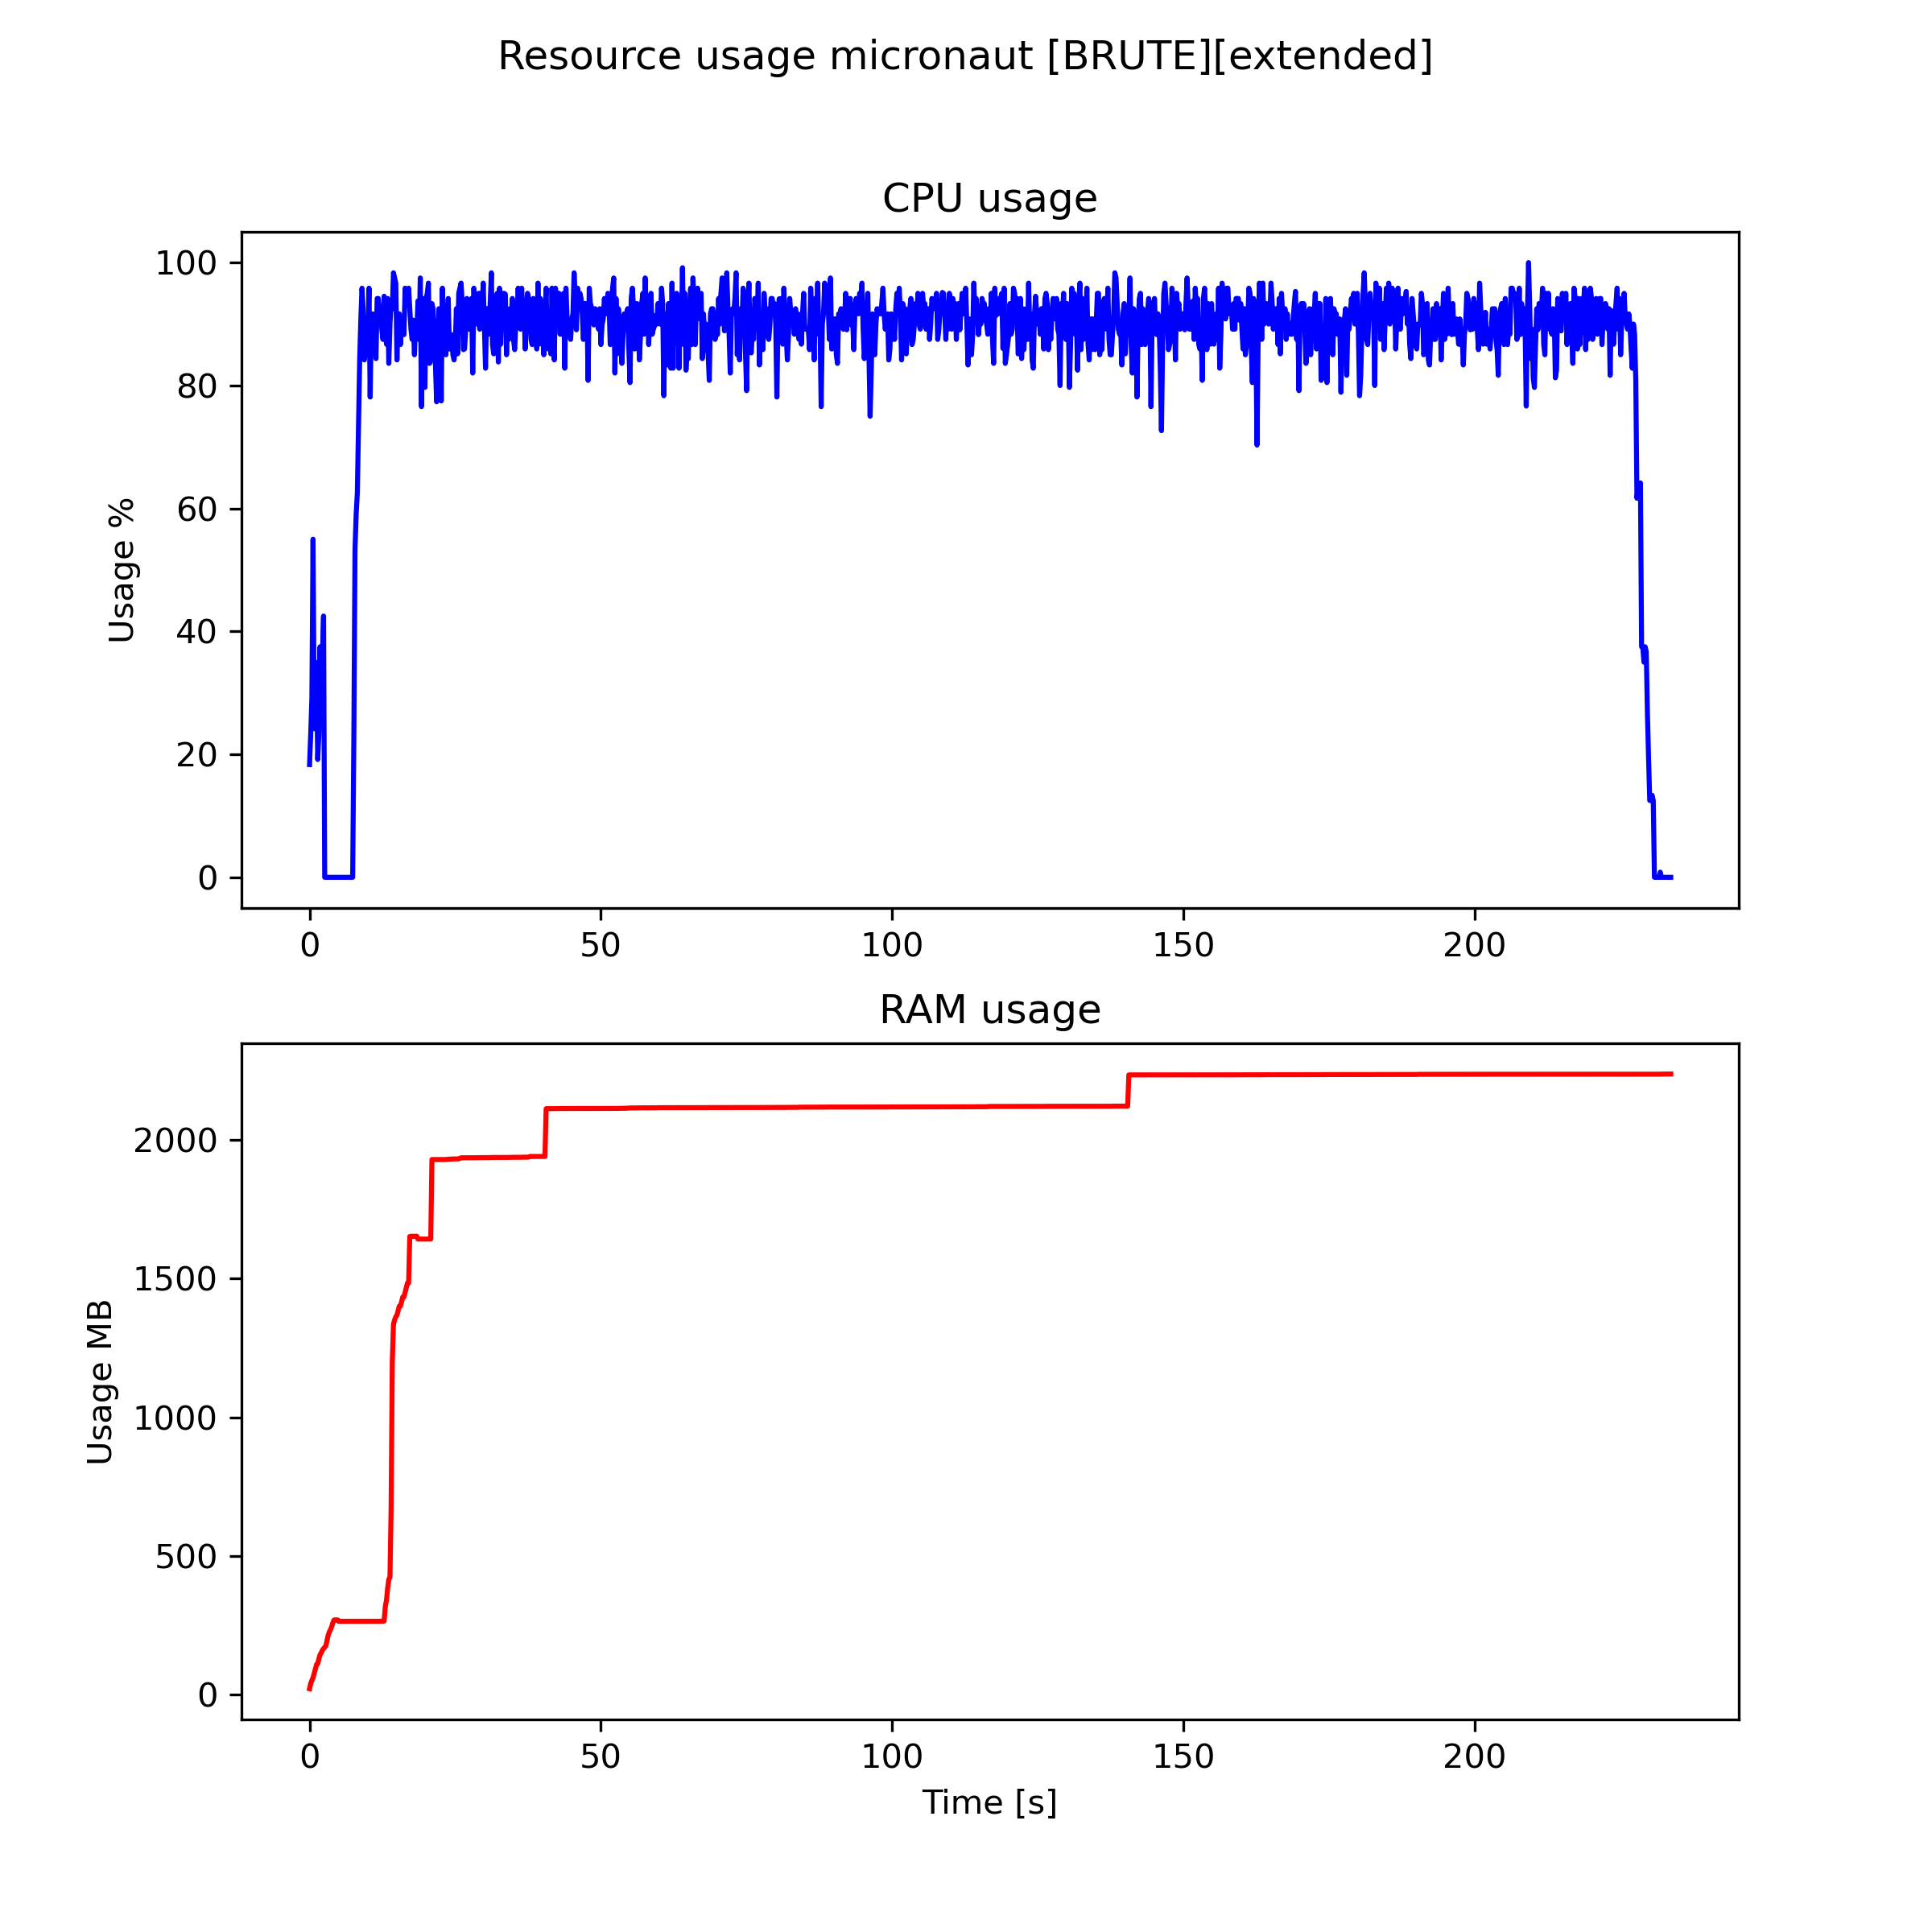 Resource usage micronaut [BRUTE][extended]
CPU usage
Usage %
100
80
60
40
20
0
0 50 100 150 200
RAM usage
Usage MB
2000
1500
1000
500
0
0 50 100 150 200
Time [s]